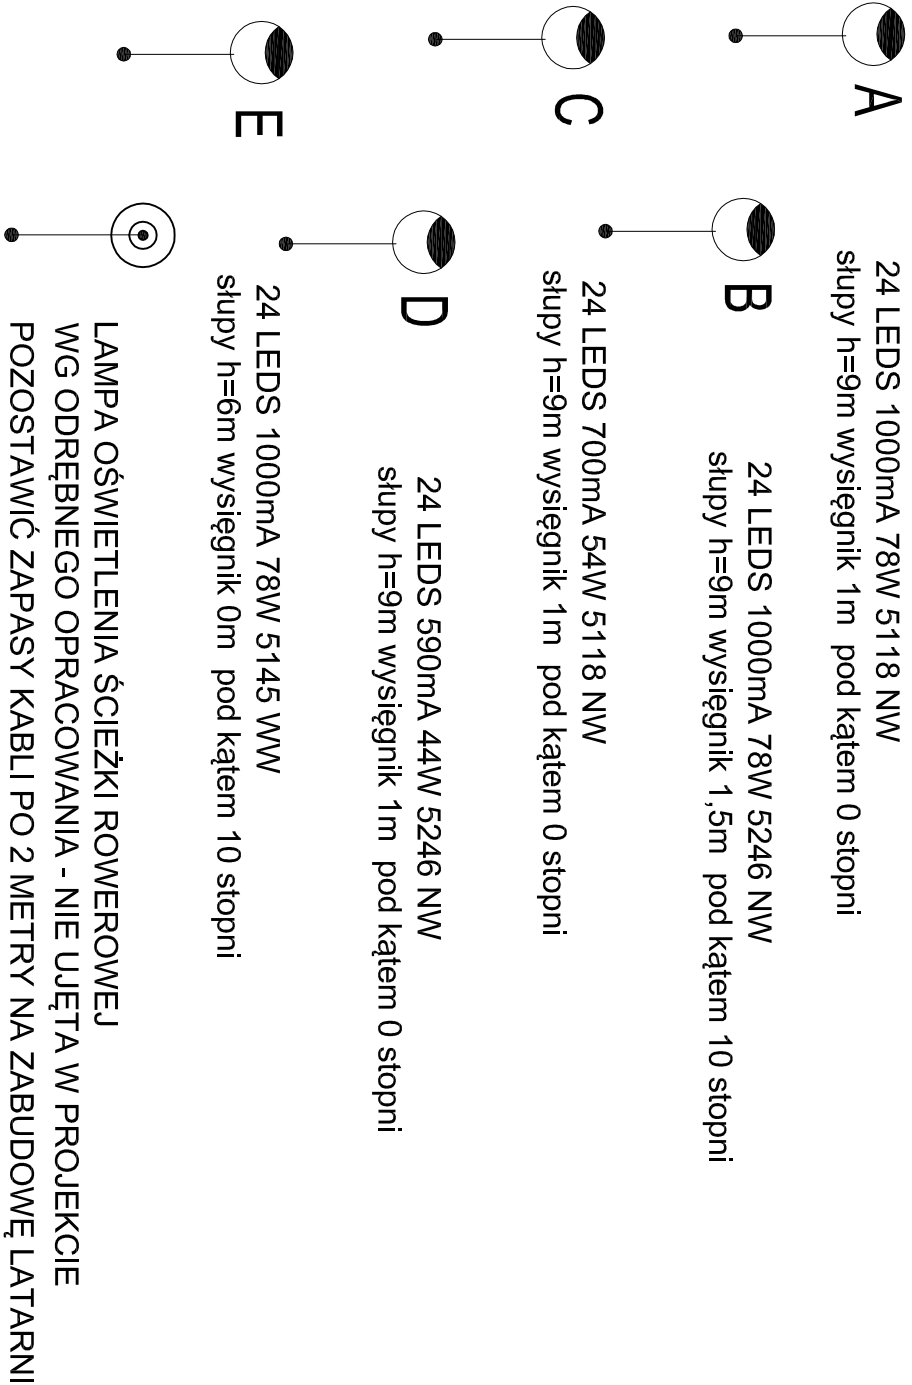 A
24 LEDS 1000mA 78W 5118 NW
słupy h=9m wysięgnik 1m pod kątem 0 stopni
B
24 LEDS 1000mA 78W 5246 NW
słupy h=9m wysięgnik 1,5m pod kątem 10 stopni
C
24 LEDS 700mA 54W 5118 NW
słupy h=9m wysięgnik 1m pod kątem 0 stopni
D
24 LEDS 590mA 44W 5246 NW
słupy h=9m wysięgnik 1m pod kątem 0 stopni
E
24 LEDS 1000mA 78W 5145 WW
słupy h=6m wysięgnik 0m pod kątem 10 stopni
LAMPA OŚWIETLENIA ŚCIEŻKI ROWEROWEJ
WG ODRĘBNEGO OPRACOWANIA - NIE UJĘTA W PROJEKCIE
POZOSTAWIĆ ZAPASY KABLI PO 2 METRY NA ZABUDOWĘ LATARNI